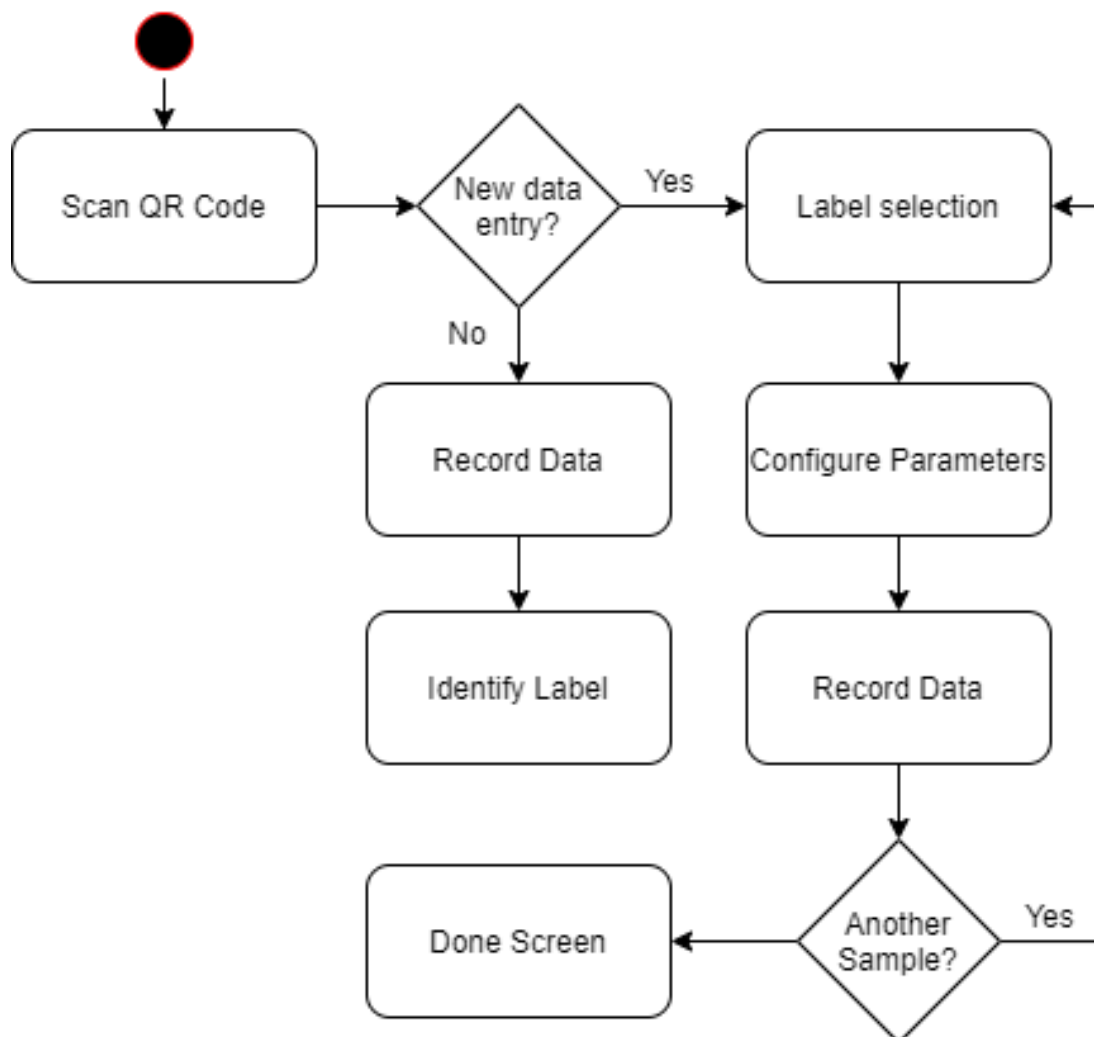 Scan QR Code
New data
entry?
Yes
Label selection
No
Record Data
Configure Parameters
Identify Label
Record Data
Done Screen
Another
Sample?
Yes